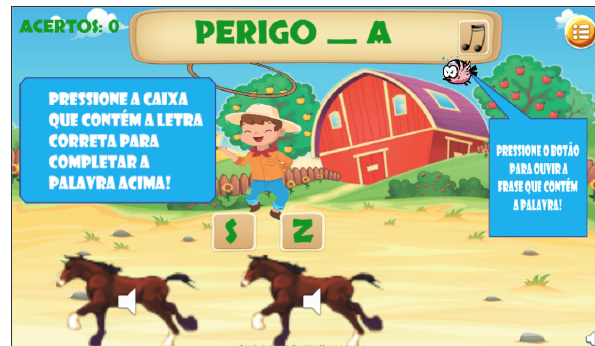 ACERTOS: 0
PERIGO __ A
PRESSIONE A CAIXA
QUE CONTÉM A LETRA
CORRETA PARA
COMPLETAR A
PALAVRA ACIMA!
PRESSIONE O BOTÃO
PARA OUVIR A
FRASE QUE CONTÉM
A PALAVRA!
S
Z